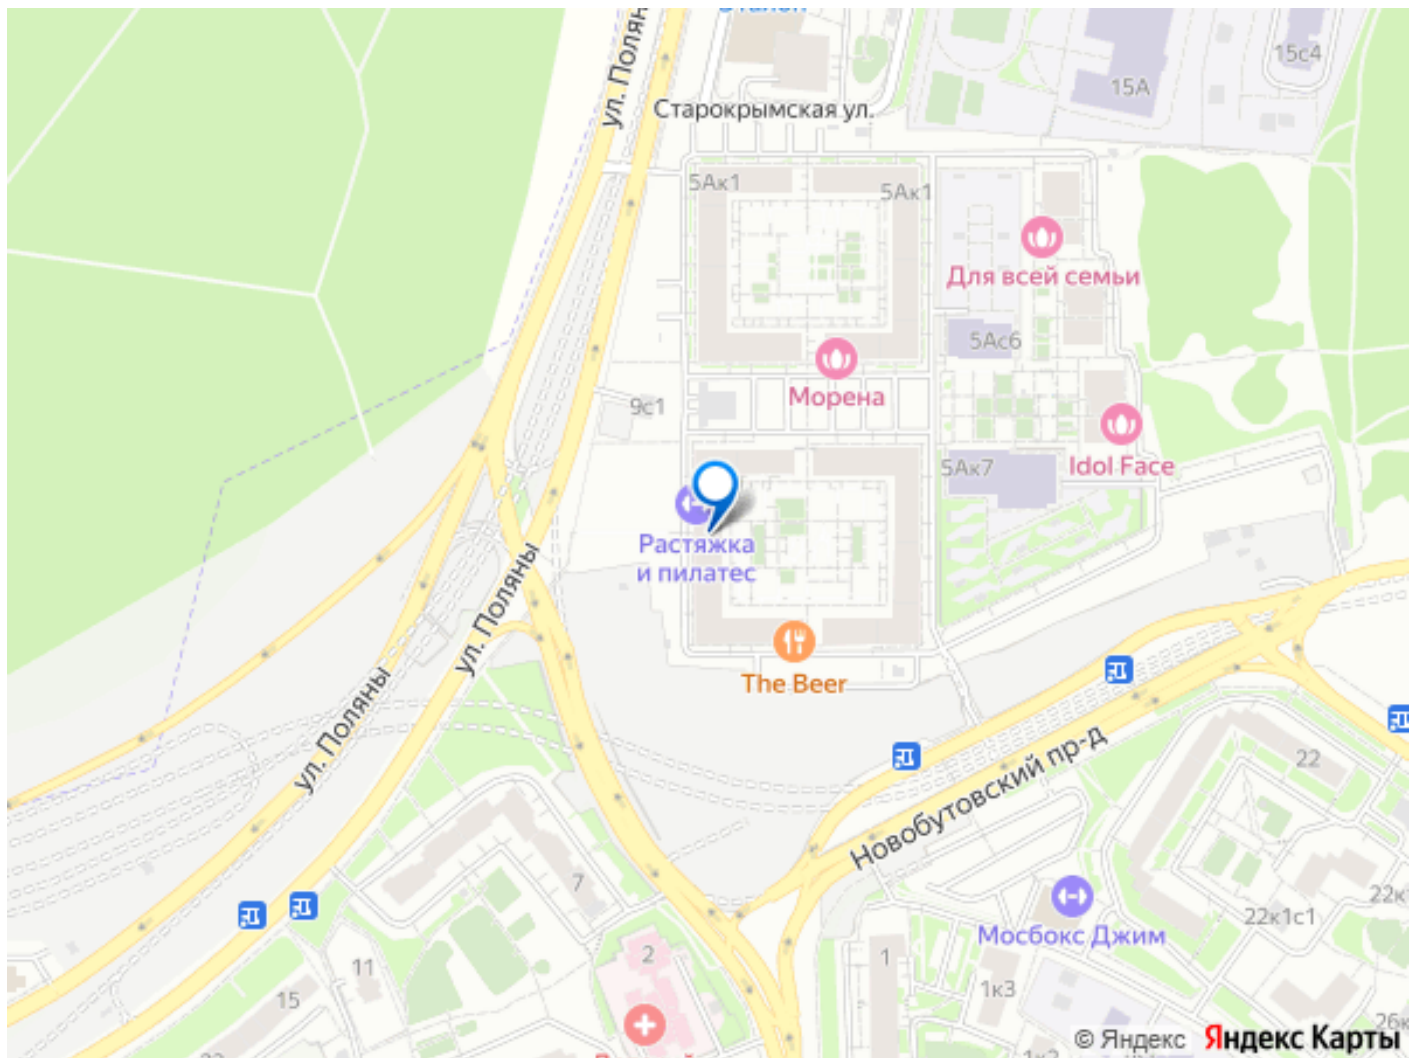 Эталон
ул. Поляны
15с4
15А
Старокрымская ул.
5Ак1
5Ак1
Для всей семьи
5Ас6
Морена
9с1
Idol Face
5Ак7
Растяжка
и пилатес
ул. Поляны
The Beer
ул. Поляны
Новобутовский пр-д
22
7
22к1с1
Мосбокс Джим
2
1
11
1к3
15
© Яндекс
Яндекс Карты